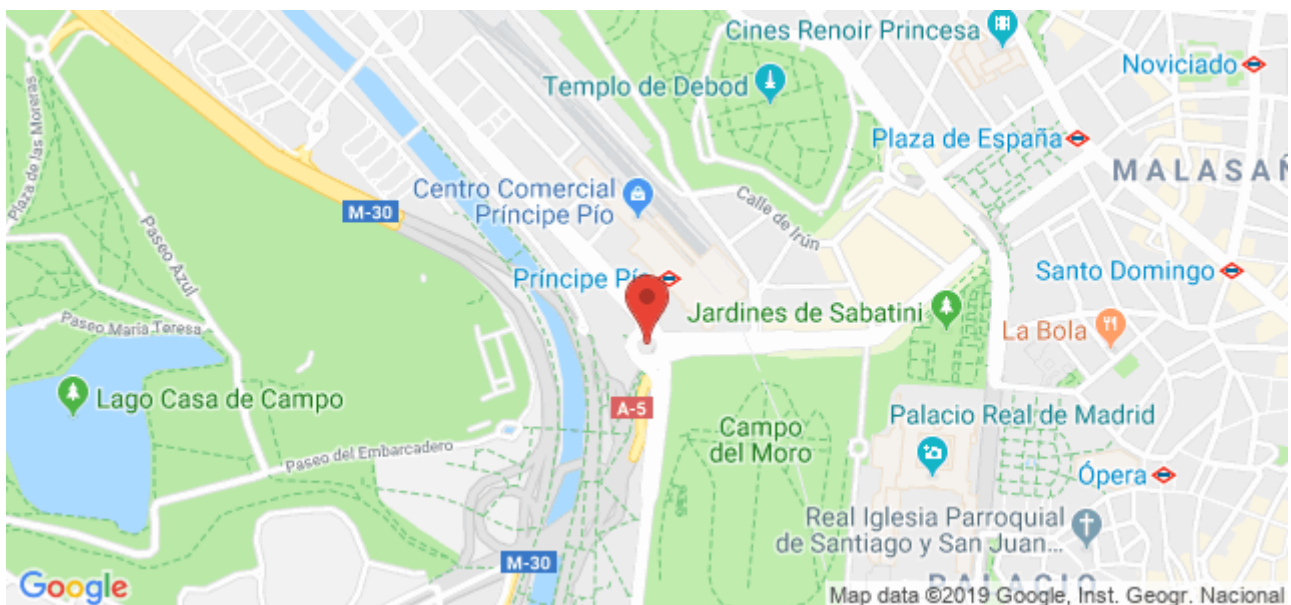 Cines Renoir Princesa
Noviciado
Templo de Debod
Plaza de España
MALASAÑ
Plaza de las Moreras
Centro Comercial
Príncipe Pío
M-30
Calle de Irún
Paseo Azul
Príncipe Pío
Santo Domingo
Jardines de Sabatini
Paseo María Teresa
La Bola
Lago Casa de Campo
A-5
Palacio Real de Madrid
Campo
del Moro
Paseo del Embarcadero
Ópera
Real Iglesia Parroquial
de Santiago y San Juan...
M-30
PALACIO
Google
Map data ©2019 Google, Inst. Geogr. Nacional